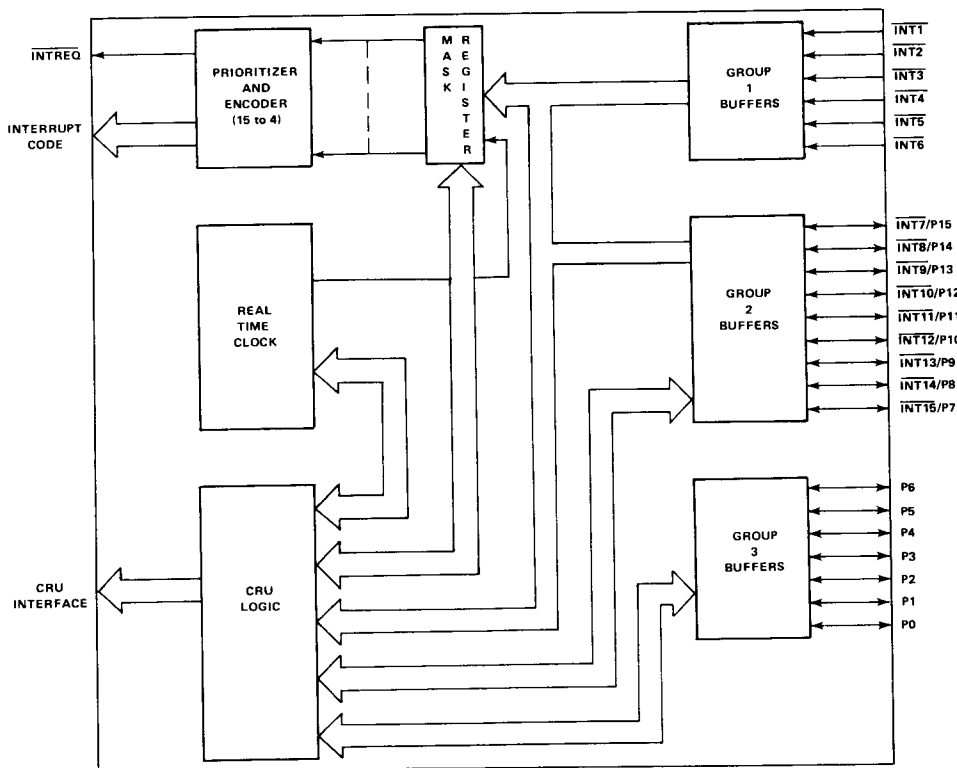 INTREQ
INTERRUPT
CODE
PRIORITIZER
AND
ENCODER
(15 to 4)
MASK
REGISTER
GROUP
1
BUFFERS
INT1
INT2
INT3
INT4
INT5
INT6
REAL
TIME
CLOCK
GROUP
2
BUFFERS
INT7/P15
INT8/P14
INT9/P13
INT10/P12
INT11/P11
INT12/P10
INT13/P9
INT14/P8
INT15/P7
CRU
INTERFACE
CRU
LOGIC
GROUP
3
BUFFERS
P6
P5
P4
P3
P2
P1
P0